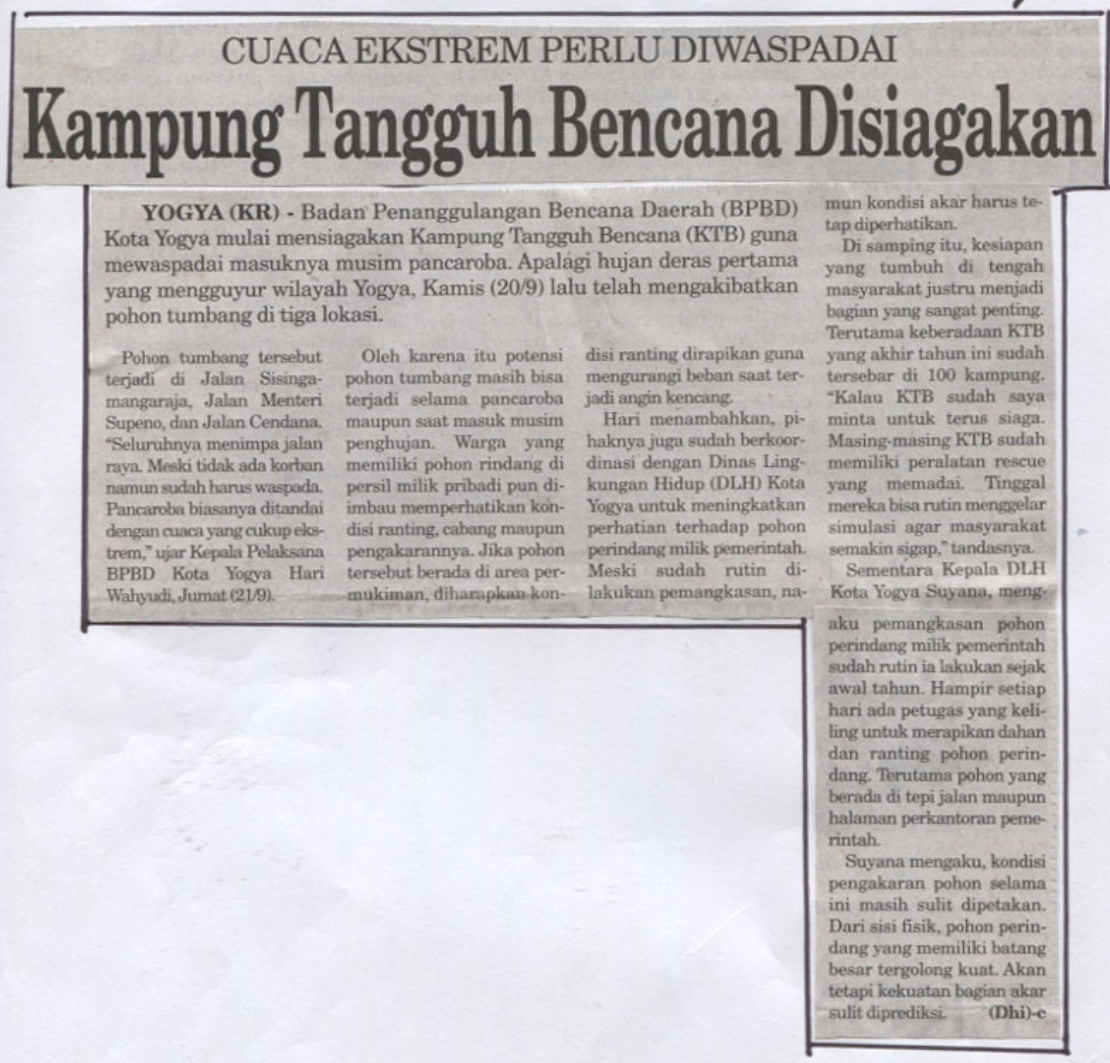 CUACA EKSTREM PERLU DIWASPADAI
Kampung Tangguh Bencana Disiagakan
YOGYA (KR) - Badan Penanggulangan Bencana Daerah (BPBD)
Kota Yogya mulai mensiagakan Kampung Tangguh Bencana (KTB) guna
mewaspadai masuknya musim pancaroba. Apalagi hujan deras pertama
yang mengguyur wilayah Yogya, Kamis (20/9) lalu telah mengakibatkan
pohon tumbang di tiga lokasi.
Pohon tumbang tersebut
terjadi di Jalan Sisinga-
mangaraja, Jalan Menteri
Supeno, dan Jalan Cendana.
“Seluruhnya menimpa jalan
raya. Meski tidak ada korban
namun sudah harus waspada.
Pancaroba biasanya ditandai
dengan cuaca yang cukup eks-
trem,” ujar Kepala Pelaksana
BPBD Kota Yogya Hari
Wahyudi, Jumat (21/9).
Oleh karena itu potensi
pohon tumbang masih bisa
terjadi selama pancaroba
maupun saat masuk musim
penghujan. Warga yang
memiliki pohon rindang di
persil milik pribadi pun di-
imbau memperhatikan kon-
disi ranting, cabang maupun
pengakarannya. Jika pohon
tersebut berada di area per-
mukiman, diharapkan kon-
disi ranting dirapikan guna
mengurangi beban saat ter-
jadi angin kencang.
Hari menambahkan, pi-
haknya juga sudah berkoor-
dinasi dengan Dinas Ling-
kungan Hidup (DLH) Kota
Yogya untuk meningkatkan
perhatian terhadap pohon
perindang milik pemerintah.
Meski sudah rutin di-
lakukan pemangkasan, na-
mun kondisi akar harus te-
tap diperhatikan.
Di samping itu, kesiapan
yang tumbuh di tengah
masyarakat justru menjadi
bagian yang sangat penting.
Terutama keberadaan KTB
yang akhir tahun ini sudah
tersebar di 100 kampung.
“Kalau KTB sudah saya
minta untuk terus siaga.
Masing-masing KTB sudah
memiliki peralatan rescue
yang memadai. Tinggal
mereka bisa rutin menggelar
simulasi agar masyarakat
semakin sigap,” tandasnya.
Sementara Kepala DLH
Kota Yogya Suyana, meng-
aku pemangkasan pohon
perindang milik pemerintah
sudah rutin ia lakukan sejak
awal tahun. Hampir setiap
hari ada petugas yang keli-
ling untuk merapikan dahan
dan ranting pohon perin-
dang. Terutama pohon yang
berada di tepi jalan maupun
halaman perkantoran peme-
rintah.
Suyana mengaku, kondisi
pengakaran pohon selama
ini masih sulit dipetakan.
Dari sisi fisik, pohon perin-
dang yang memiliki batang
besar tergolong kuat. Akan
tetapi kekuatan bagian akar
sulit diprediksi. (Dhi)-c